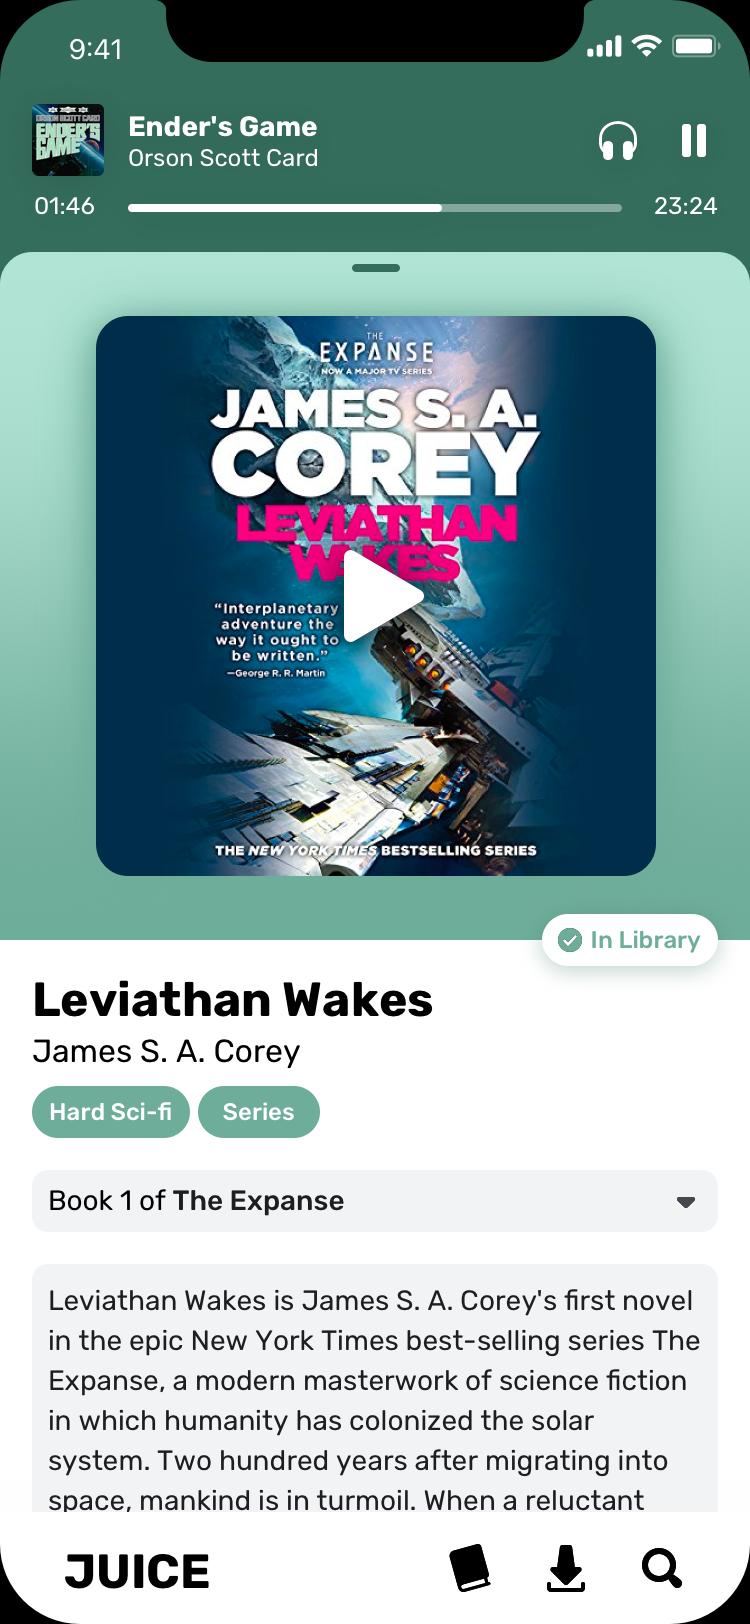 9:41
ORSON SCOTT CARD
ENDER'S
GAME
Ender's Game
Orson Scott Card
01:46
23:24
THE
EXPANSE
NOW A MAJOR TV SERIES
JAMES S. A.
COREY
LEVIATHAN
WAKES
“Interplanetary
adventure the
way it ought to
be written.”
—George R. R. Martin
THE NEW YORK TIMES BESTSELLING SERIES
In Library
Leviathan Wakes
James S. A. Corey
Hard Sci-fi
Series
Book 1 of The Expanse
Leviathan Wakes is James S. A. Corey's first novel
in the epic New York Times best-selling series The
Expanse, a modern masterwork of science fiction
in which humanity has colonized the solar
system. Two hundred years after migrating into
space, mankind is in turmoil. When a reluctant
JUICE